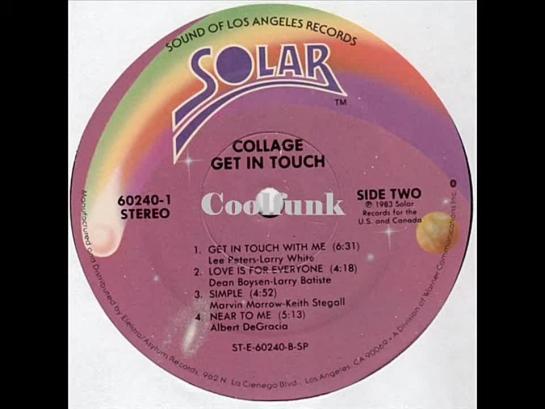 SOUND OF LOS ANGELES RECORDS
SOLAR
TM
COLLAGE
GET IN TOUCH
60240-1
STEREO
SIDE TWO
℗ 1983 Solar
Records for the
U.S. and Canada
Coolfunk
1. GET IN TOUCH WITH ME (6:31)
Lee Peters-Larry White
2. LOVE IS FOR EVERYONE (4:18)
Dean Boysen-Larry Batiste
3. SIMPLE (4:52)
Marvin Morrow-Keith Stegall
4. NEAR TO ME (5:13)
Albert DeGracia
ST-E-60240-B-SP
Manufactured and Distributed by Elektra/Asylum Records, 962 N. La Cienega Blvd., Los Angeles, CA 90069 • A Division of Warner Communications Inc.